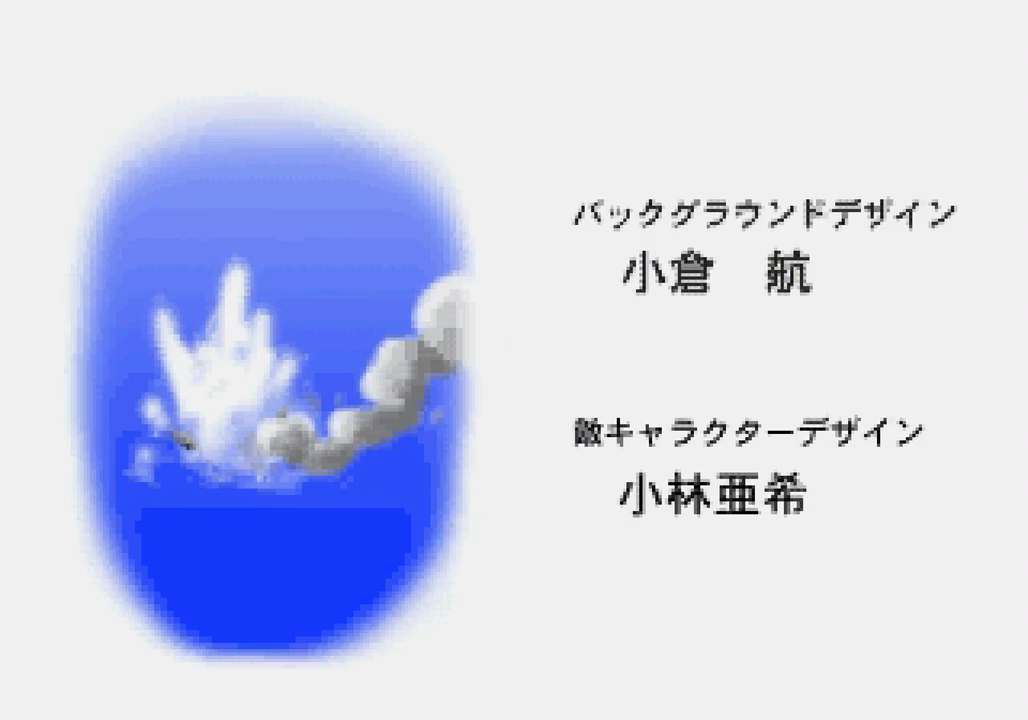 バックグラウンドデザイン
小倉　航
敵キャラクターデザイン
小林亜希